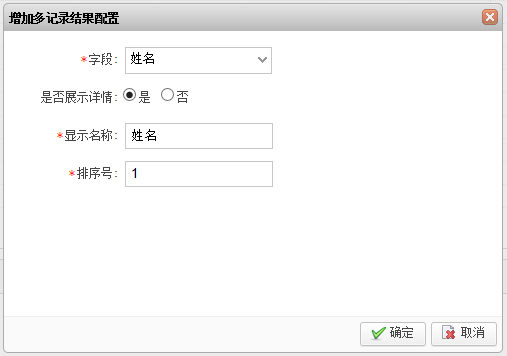 增加多记录结果配置
*字段: 姓名
是否展示详情: 是 否
*显示名称: 姓名
*排序号: 1
确定 取消